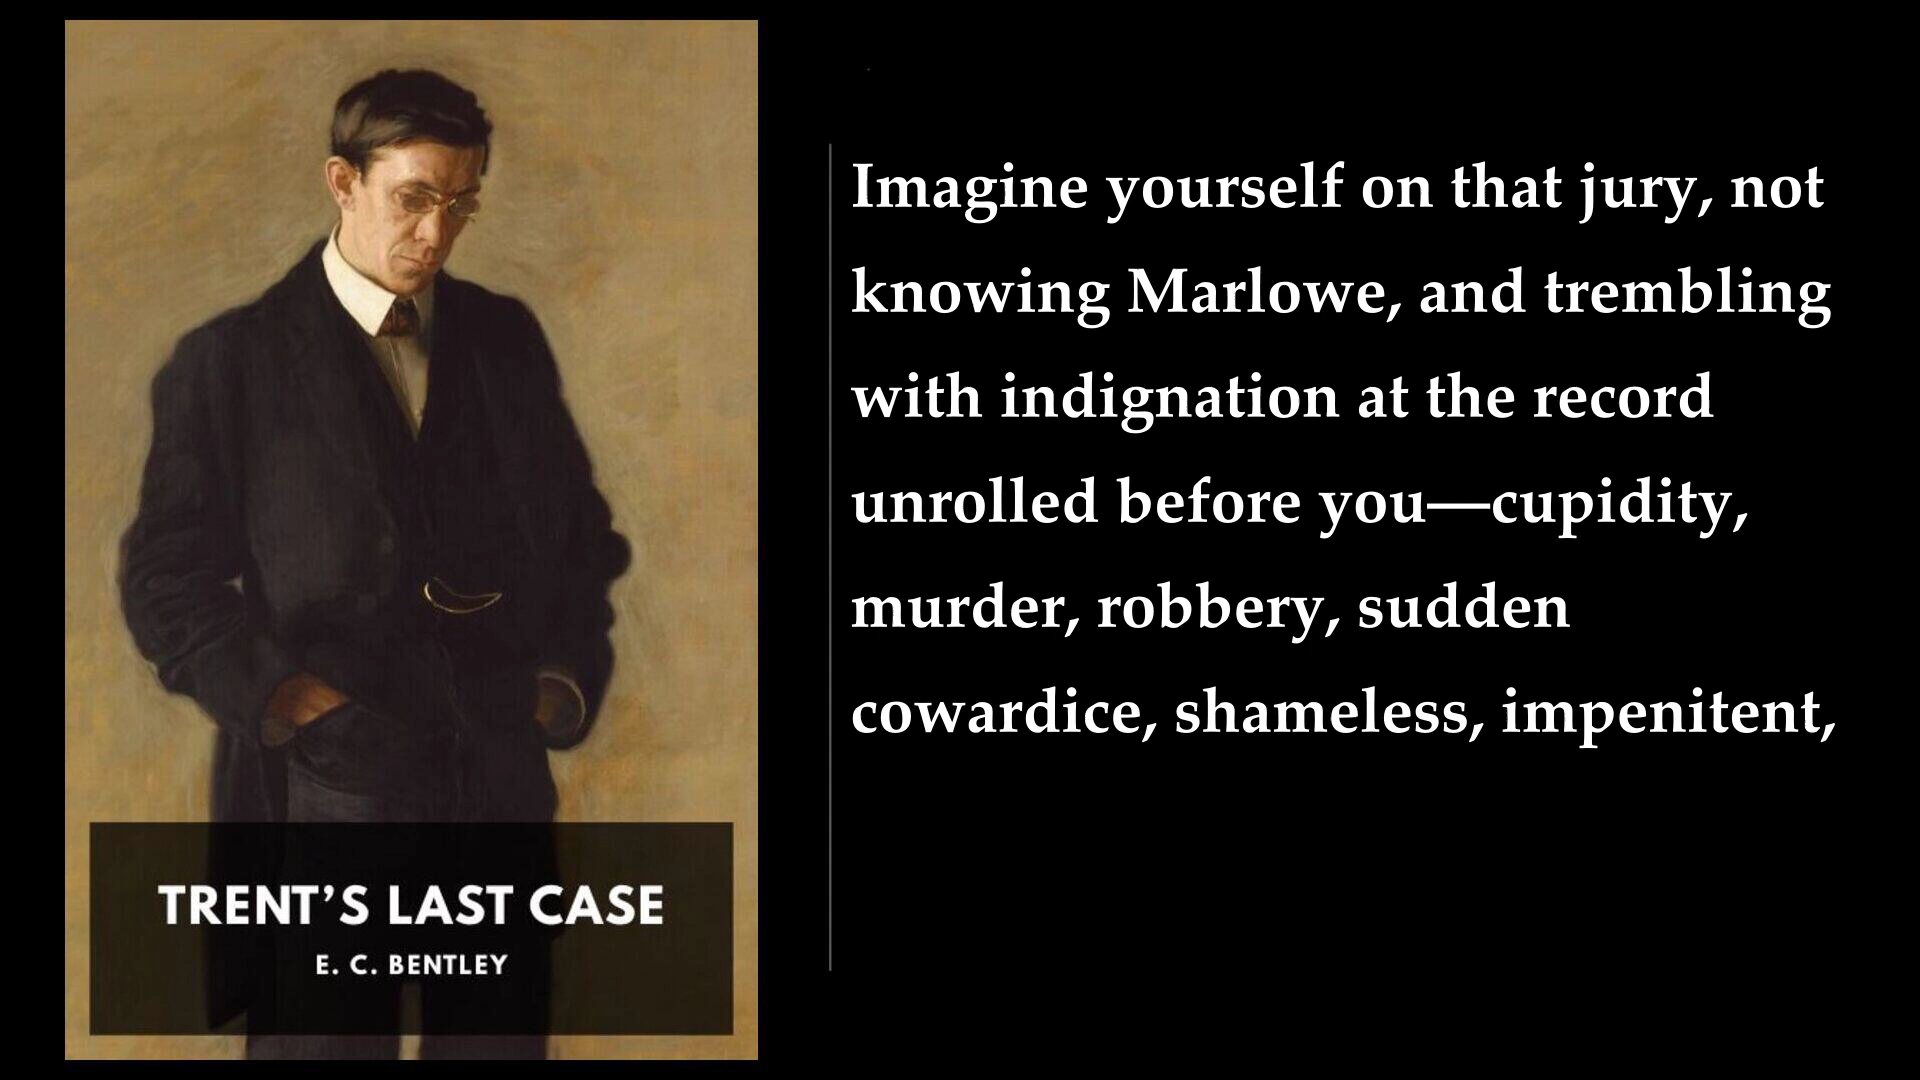 Imagine yourself on that jury, not
knowing Marlowe, and trembling
with indignation at the record
unrolled before you—cupidity,
murder, robbery, sudden
cowardice, shameless, impenitent,
TRENT’S LAST CASE
E. C. BENTLEY